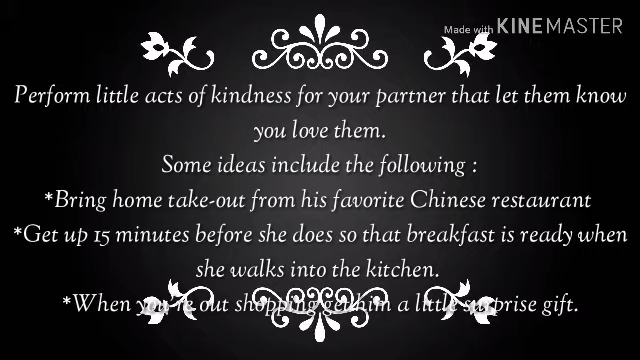 Made with KINEMASTER
Perform little acts of kindness for your partner that let them know
you love them.
Some ideas include the following :
*Bring home take-out from his favorite Chinese restaurant
*Get up 15 minutes before she does so that breakfast is ready when
she walks into the kitchen.
*When you're out shopping get him a little surprise gift.